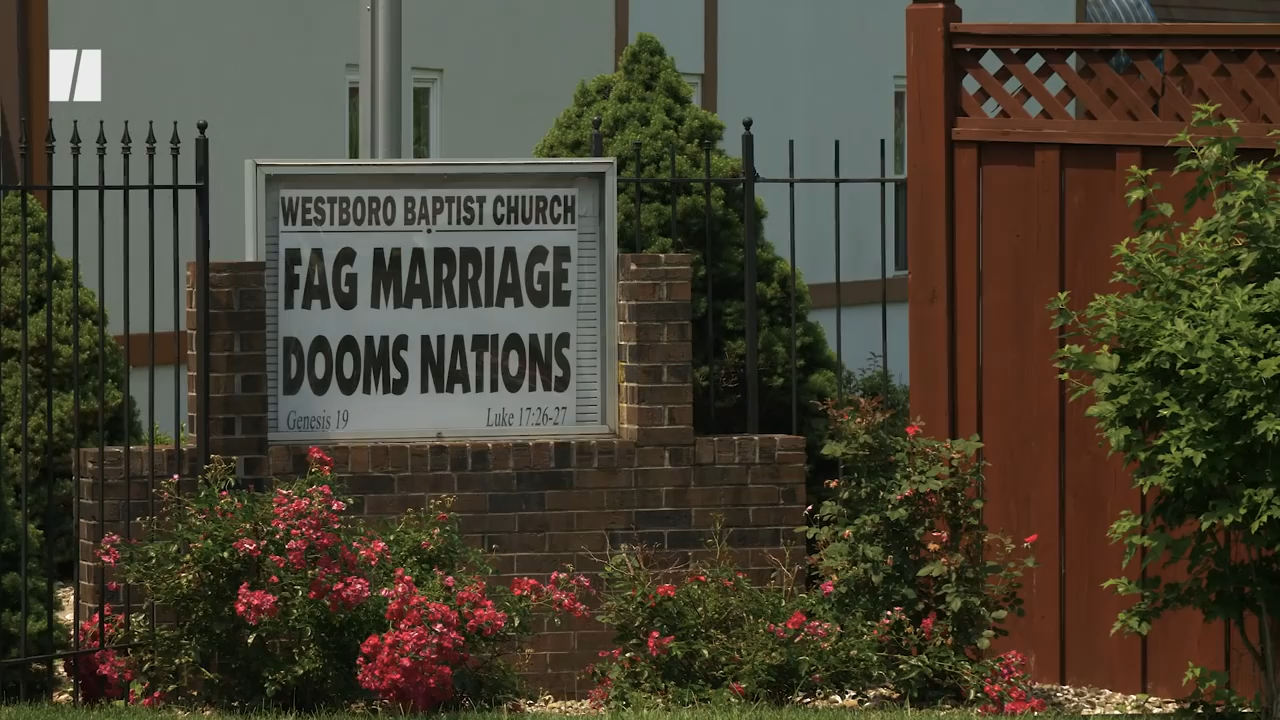 WESTBORO BAPTIST CHURCH
FAG MARRIAGE
DOOMS NATIONS
Genesis 19 Luke 17:26-27